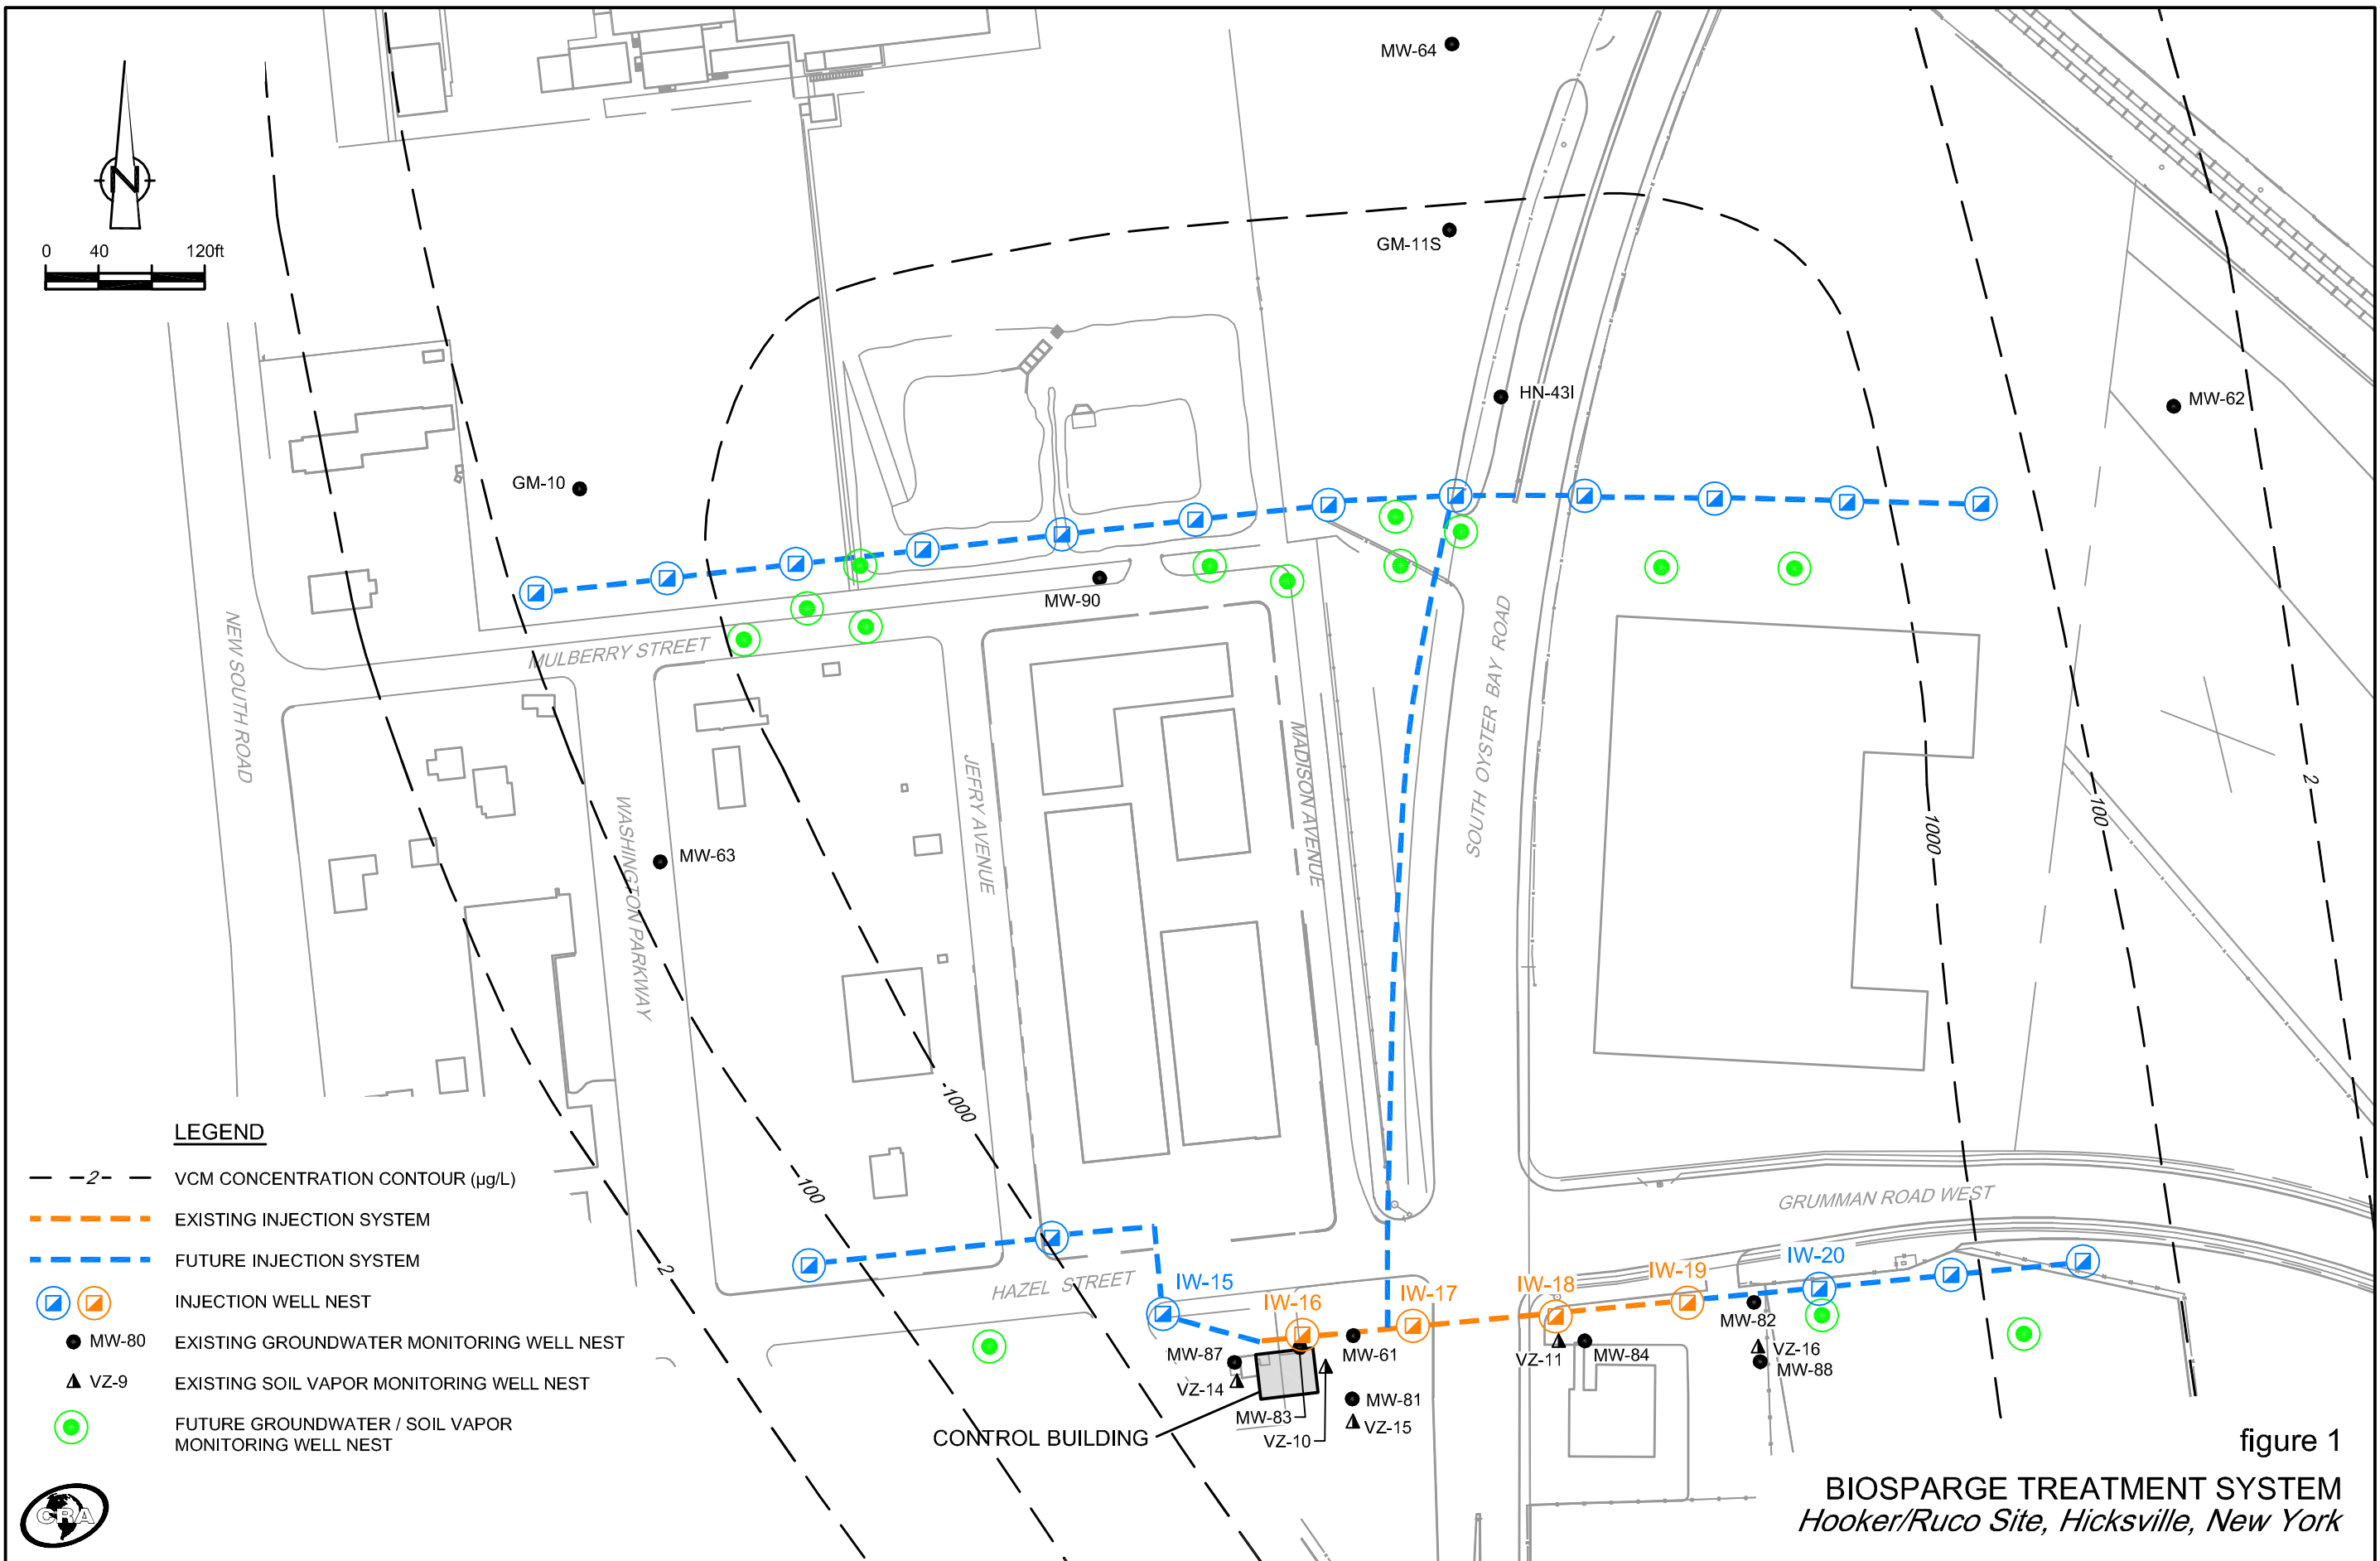 MW-64
N
0 40 120ft
GM-11S
HN-43I
MW-62
GM-10
MW-90
MULBERRY STREET
NEW SOUTH ROAD
SOUTH OYSTER BAY ROAD
MADISON AVENUE
JEFRY AVENUE
WASHINGTON PARKWAY
MW-63
2
100
1000
1000
100
2
LEGEND
2 VCM CONCENTRATION CONTOUR (µg/L)
EXISTING INJECTION SYSTEM
FUTURE INJECTION SYSTEM
INJECTION WELL NEST
MW-80 EXISTING GROUNDWATER MONITORING WELL NEST
VZ-9 EXISTING SOIL VAPOR MONITORING WELL NEST
FUTURE GROUNDWATER / SOIL VAPOR
MONITORING WELL NEST
CRA
GRUMMAN ROAD WEST
HAZEL STREET
IW-15
IW-16
IW-17
IW-18
IW-19
IW-20
MW-87
VZ-14
MW-83
VZ-10
MW-61
MW-81
VZ-15
VZ-11
MW-84
MW-82
VZ-16
MW-88
CONTROL BUILDING
figure 1
BIOSPARGE TREATMENT SYSTEM
Hooker/Ruco Site, Hicksville, New York